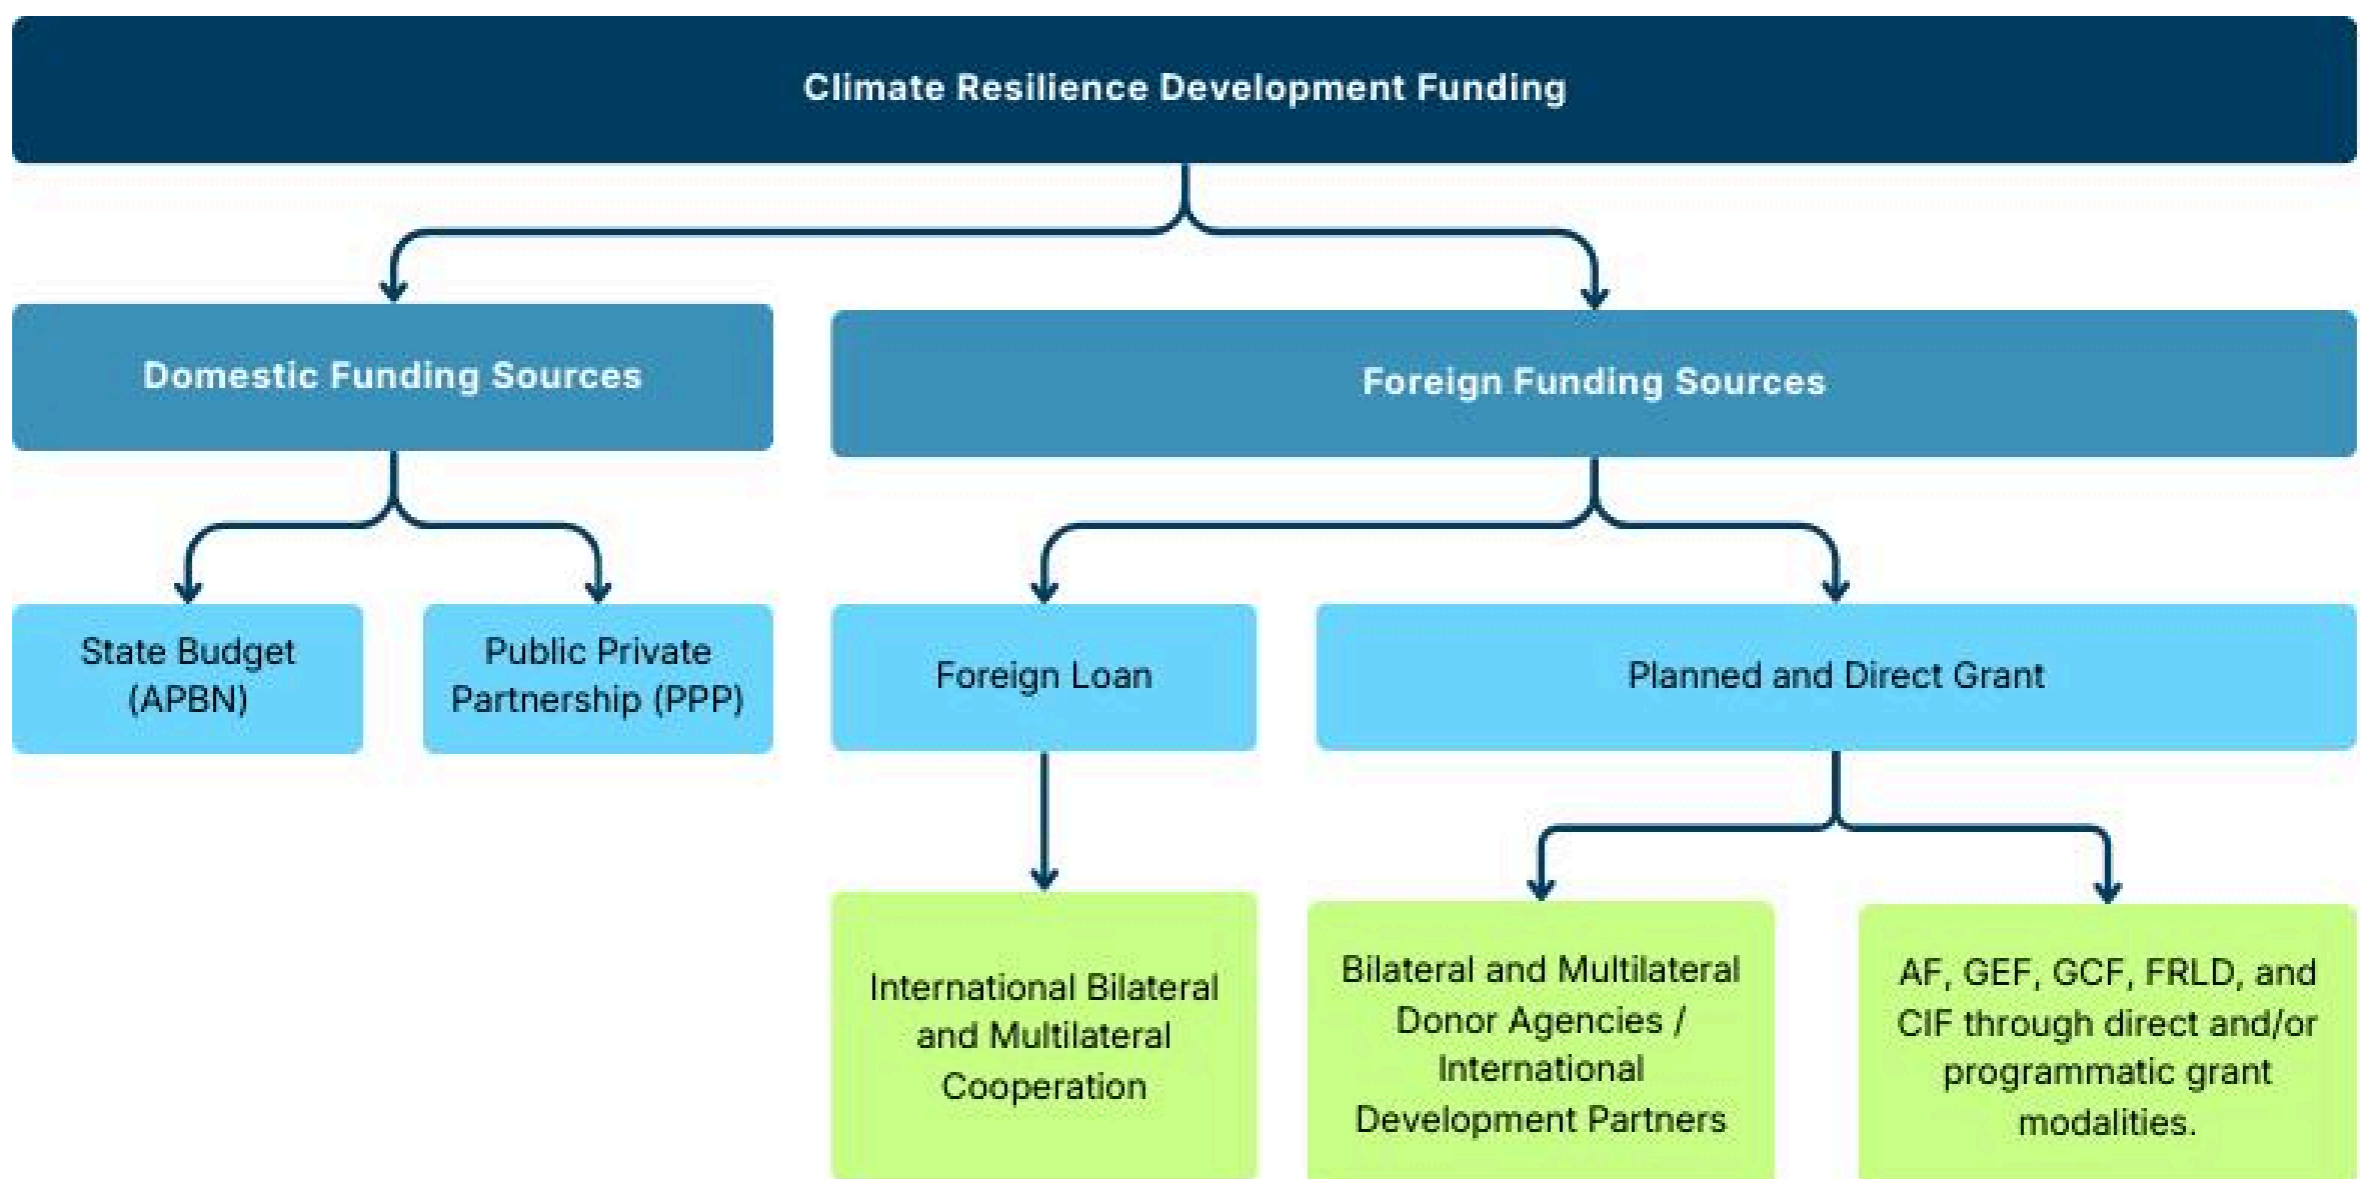 Climate Resilience Development Funding
Domestic Funding Sources
Foreign Funding Sources
State Budget
(APBN)
Public Private
Partnership (PPP)
Foreign Loan
Planned and Direct Grant
International Bilateral
and Multilateral
Cooperation
Bilateral and Multilateral
Donor Agencies /
International
Development Partners
AF, GEF, GCF, FRLD, and
CIF through direct and/or
programmatic grant
modalities.